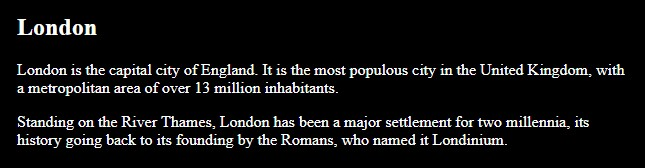 London
London is the capital city of England. It is the most populous city in the United Kingdom, with
a metropolitan area of over 13 million inhabitants.
Standing on the River Thames, London has been a major settlement for two millennia, its
history going back to its founding by the Romans, who named it Londinium.